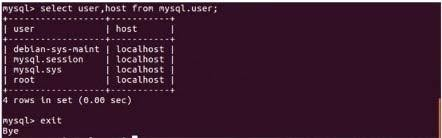 mysql> select user,host from mysql.user;
+------------------+-----------+
| user             | host      |
+------------------+-----------+
| debian-sys-maint | localhost |
| mysql.session    | localhost |
| mysql.sys        | localhost |
| root             | localhost |
+------------------+-----------+
4 rows in set (0.00 sec)

mysql> exit
Bye